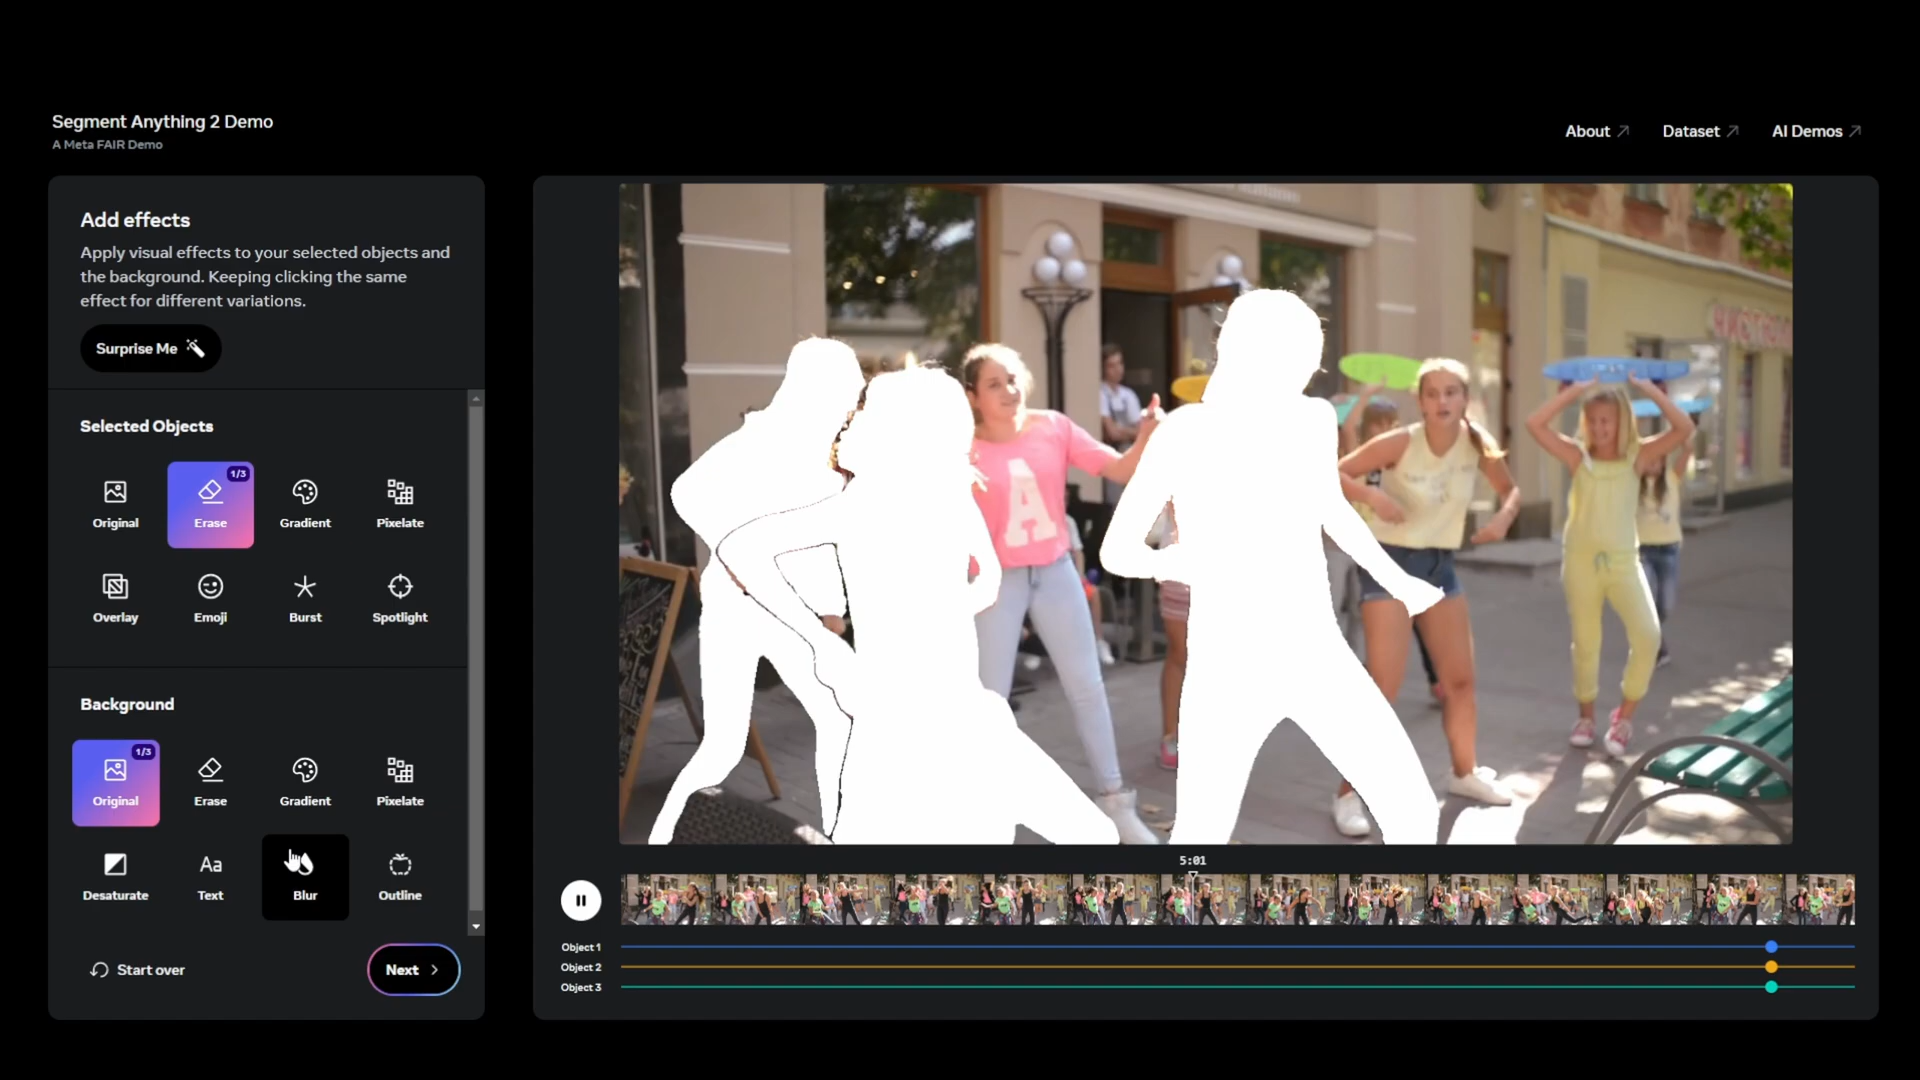 Segment Anything 2 Demo
A Meta FAIR Demo
About
Dataset
AI Demos
Add effects
Apply visual effects to your selected objects and
the background. Keeping clicking the same
effect for different variations.
Surprise Me
Selected Objects
1/3
Original
Erase
Gradient
Pixelate
Overlay
Emoji
Burst
Spotlight
Background
1/3
Original
Erase
Gradient
Pixelate
Desaturate
Aa
Text
Blur
Outline
Start over
Next
A
5:01
Object 1
Object 2
Object 3